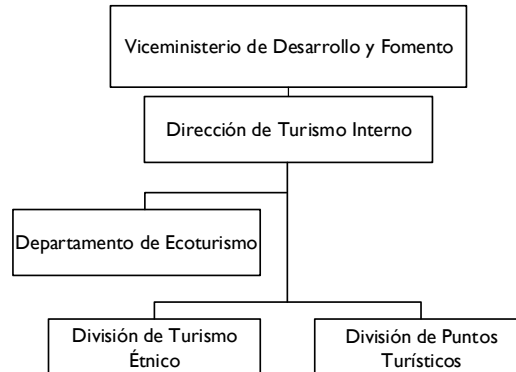 Viceministerio de Desarrollo y Fomento
Dirección de Turismo Interno
Departamento de Ecoturismo
División de Turismo
Étnico
División de Puntos
Turísticos